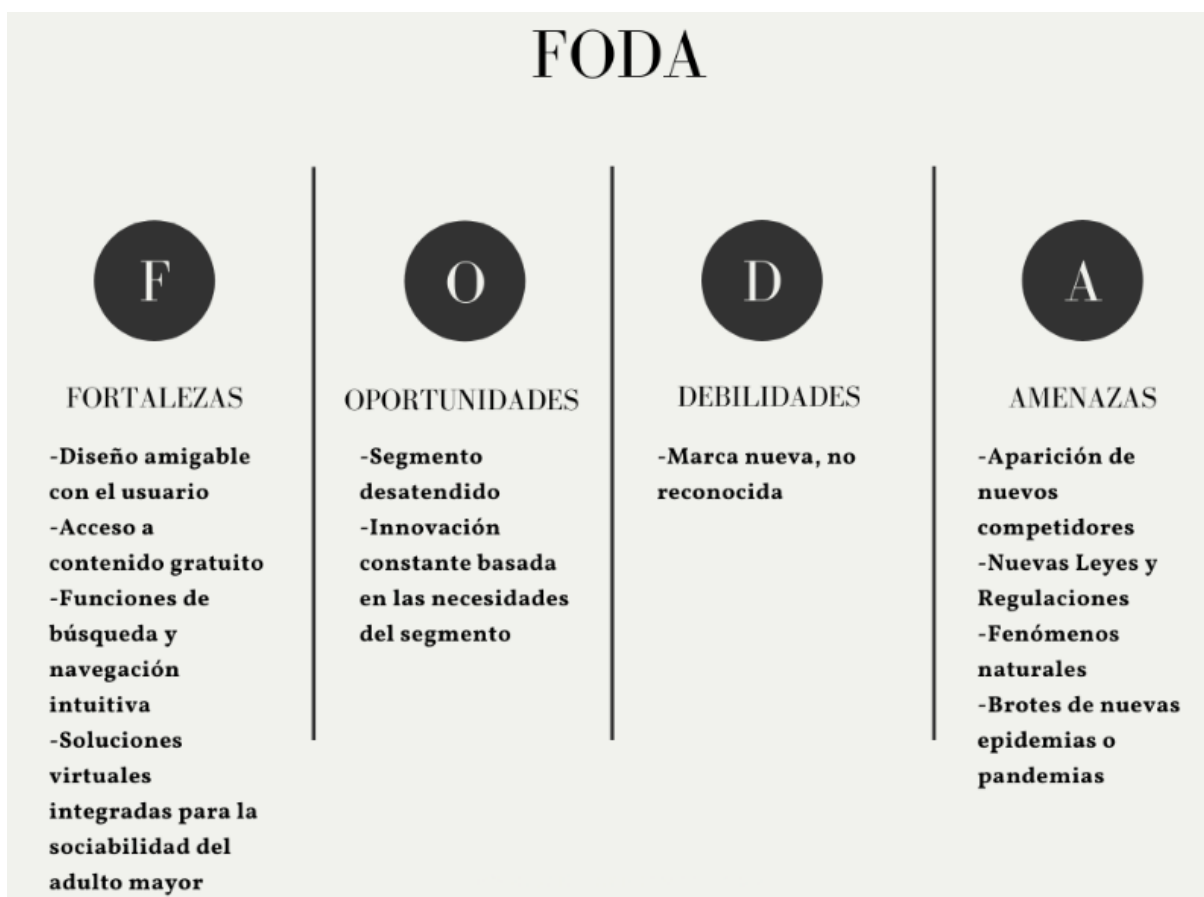 FODA
F
FORTALEZAS
-Diseño amigable
con el usuario
-Acceso a
contenido gratuito
-Funciones de
búsqueda y
navegación
intuitiva
-Soluciones
virtuales
integradas para la
sociabilidad del
adulto mayor
O
OPORTUNIDADES
-Segmento
desatendido
-Innovación
constante basada
en las necesidades
del segmento
D
DEBILIDADES
-Marca nueva, no
reconocida
A
AMENAZAS
-Aparición de
nuevos
competidores
-Nuevas Leyes y
Regulaciones
-Fenómenos
naturales
-Brotes de nuevas
epidemias o
pandemias